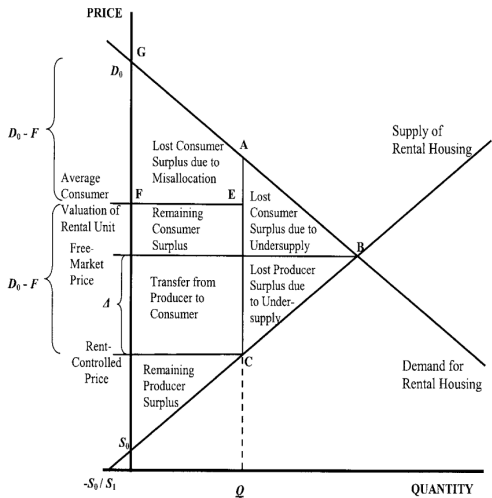 PRICE
G
D0
D0 - F
Lost Consumer
Surplus due to
Misallocation
A
Supply of
Rental Housing
Average
Consumer
Valuation of
Rental Unit
F
E
Remaining
Consumer
Surplus
Lost
Consumer
Surplus due to
Undersupply
Free-
Market
Price
B
D0 - F
Δ
Transfer from
Producer to
Consumer
Lost Producer
Surplus due
to Under-
supply
Rent-
Controlled
Price
C
Remaining
Producer
Surplus
Demand for
Rental Housing
S0
-S0 / S1
Q
QUANTITY